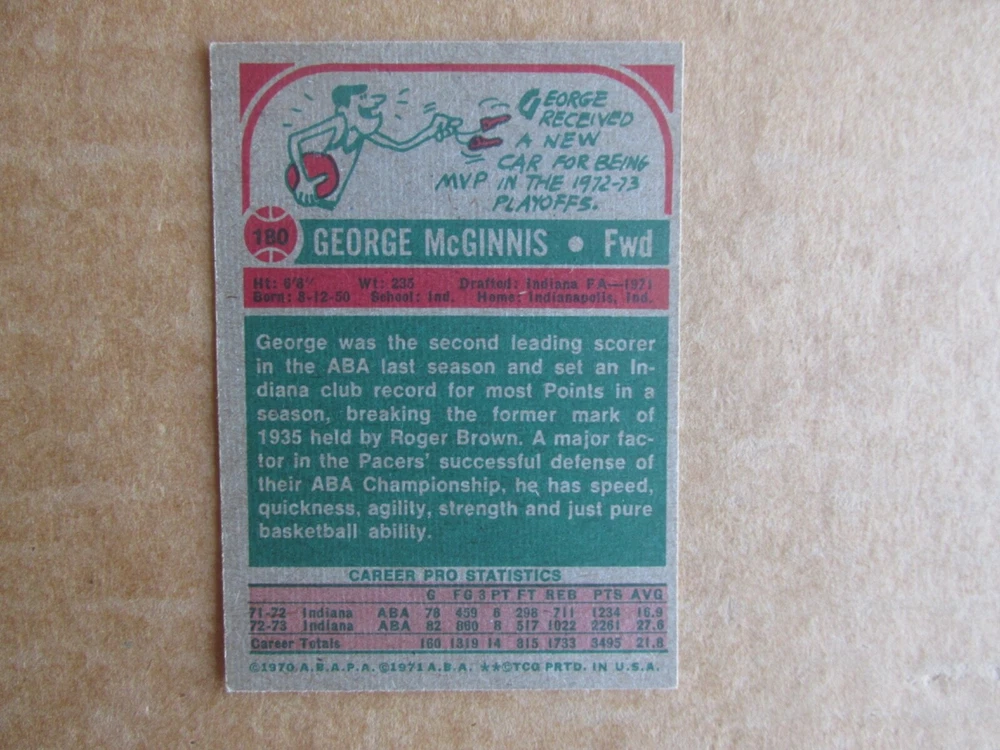 GEORGE
RECEIVED
A NEW
CAR FOR BEING
MVP IN THE 1972-73
PLAYOFFS.
180 GEORGE McGINNIS • Fwd
Ht: 6'8" Wt: 235 Drafted: Indiana FA—1971
Born: 8-12-50 School: Ind. Home: Indianapolis, Ind.
George was the second leading scorer
in the ABA last season and set an In-
diana club record for most Points in a
season, breaking the former mark of
1935 held by Roger Brown. A major fac-
tor in the Pacers' successful defense of
their ABA Championship, he has speed,
quickness, agility, strength and just pure
basketball ability.
CAREER PRO STATISTICS
G FG 3 PT FT REB PTS AVG
71-72 Indiana ABA 78 459 6 298 711 1234 16.9
72-73 Indiana ABA 82 860 8 517 1022 2261 27.6
Career Totals 160 1319 14 815 1733 3495 21.8
©1970 A.B.A.P.A. ©1971 A.B.A. ★★©TCG PRTD. IN U.S.A.